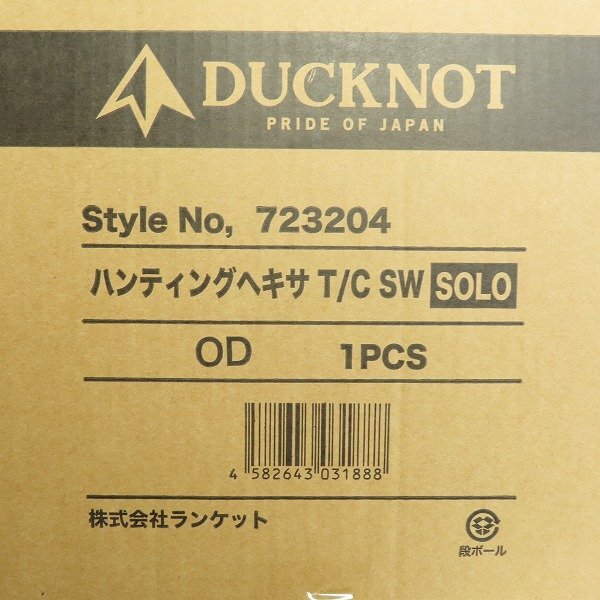 DUCKNOT
PRIDE OF JAPAN
Style No, 723204
ハンティングヘキサ T/C SW SOLO
OD 1PCS
4 582643 031888
株式会社ランケット
段ボール